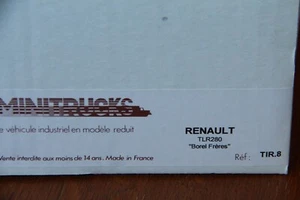 MINITRUCKS
e véhicule industriel en modèle réduit
Vente interdite aux moins de 14 ans. Made in France
RENAULT
TLR280
"Borel Frères"
Réf: TIR.8